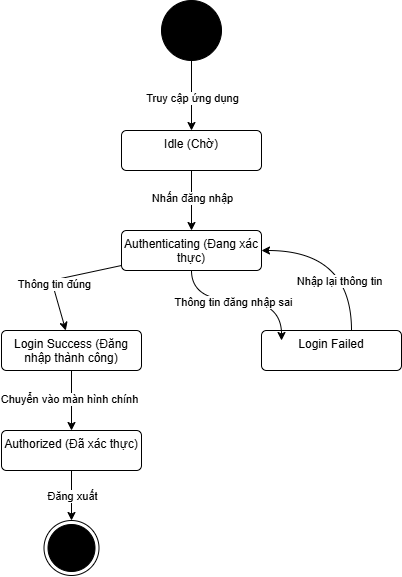 Truy cập ứng dụng
Idle (Chờ)
Nhấn đăng nhập
Authenticating (Đang xác
thực)
Thông tin đúng
Thông tin đăng nhập sai
Nhập lại thông tin
Login Success (Đăng
nhập thành công)
Login Failed
Chuyển vào màn hình chính
Authorized (Đã xác thực)
Đăng xuất